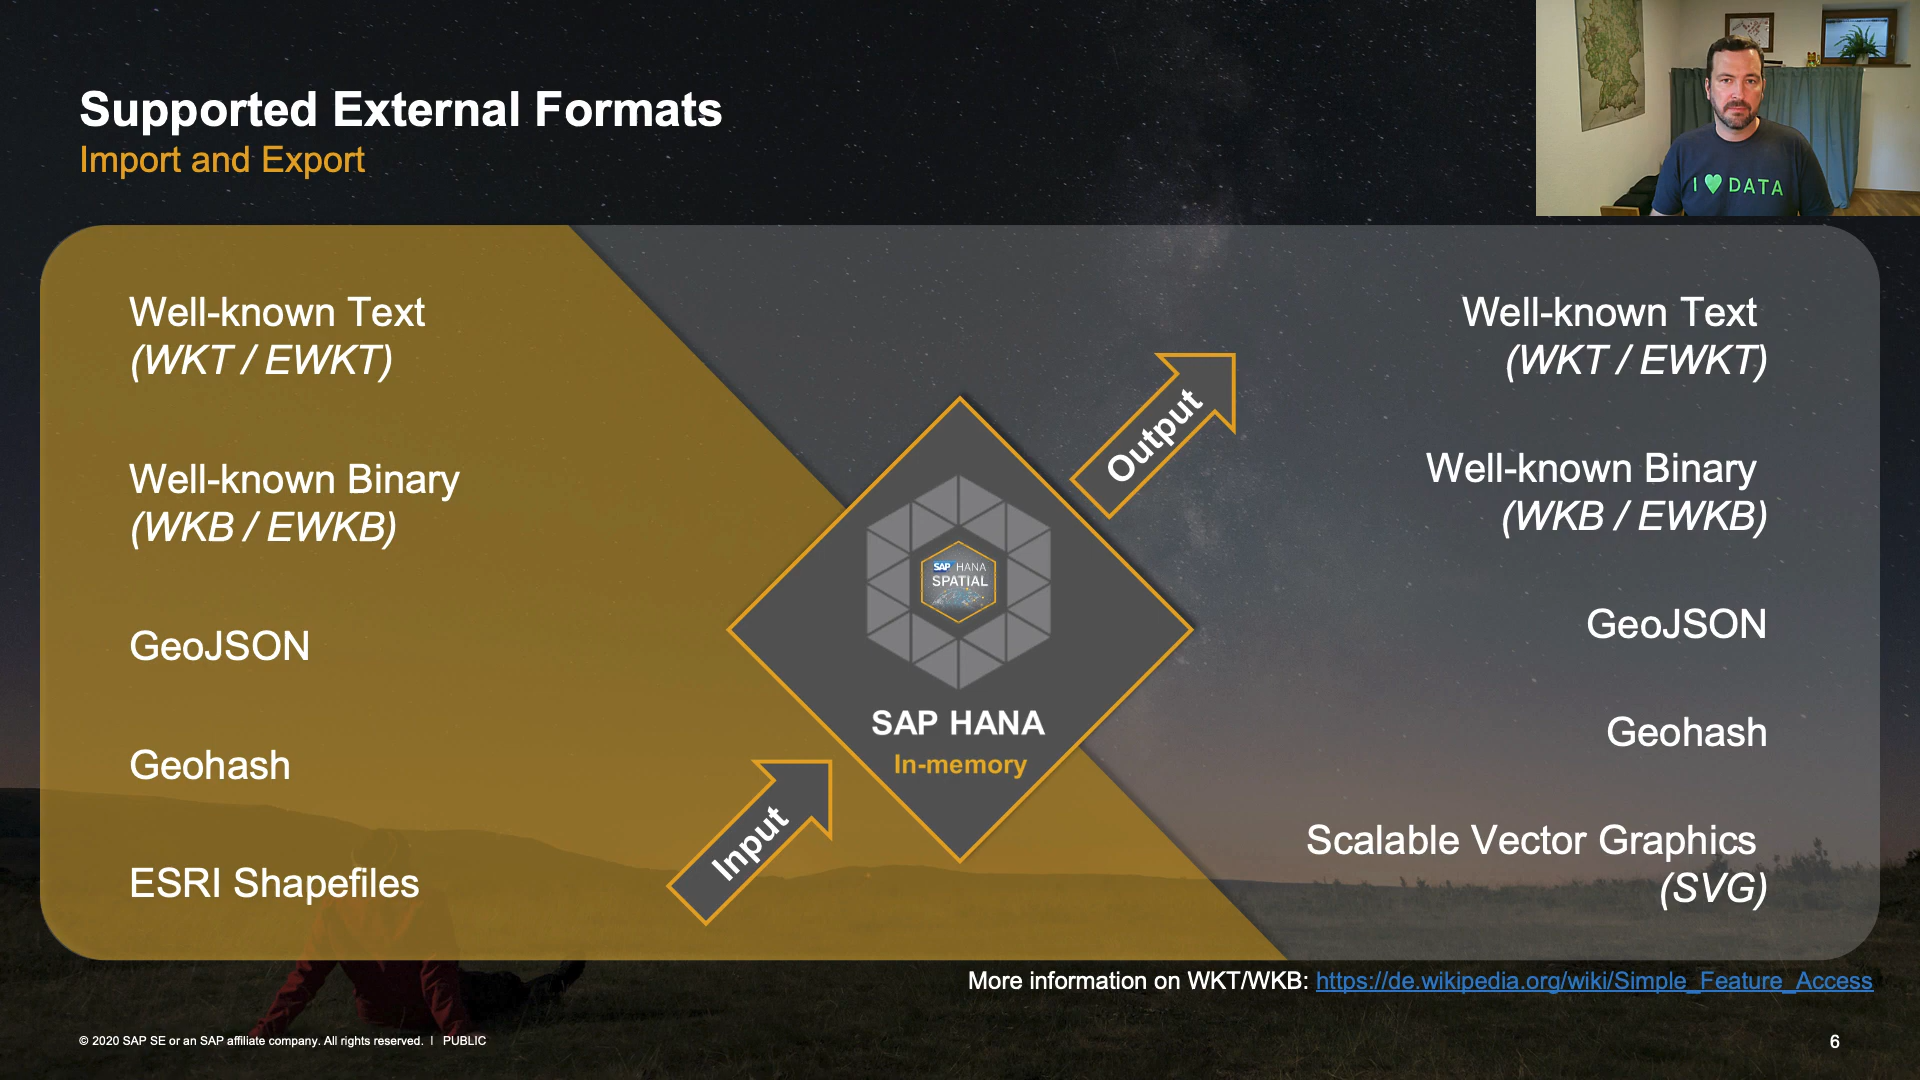 Supported External Formats
Import and Export
I ♥ DATA
Well-known Text
(WKT / EWKT)
Well-known Binary
(WKB / EWKB)
GeoJSON
Geohash
ESRI Shapefiles
Input
SAP HANA
SPATIAL
SAP HANA
In-memory
Output
Well-known Text
(WKT / EWKT)
Well-known Binary
(WKB / EWKB)
GeoJSON
Geohash
Scalable Vector Graphics
(SVG)
More information on WKT/WKB: https://de.wikipedia.org/wiki/Simple_Feature_Access
© 2020 SAP SE or an SAP affiliate company. All rights reserved. | PUBLIC
6